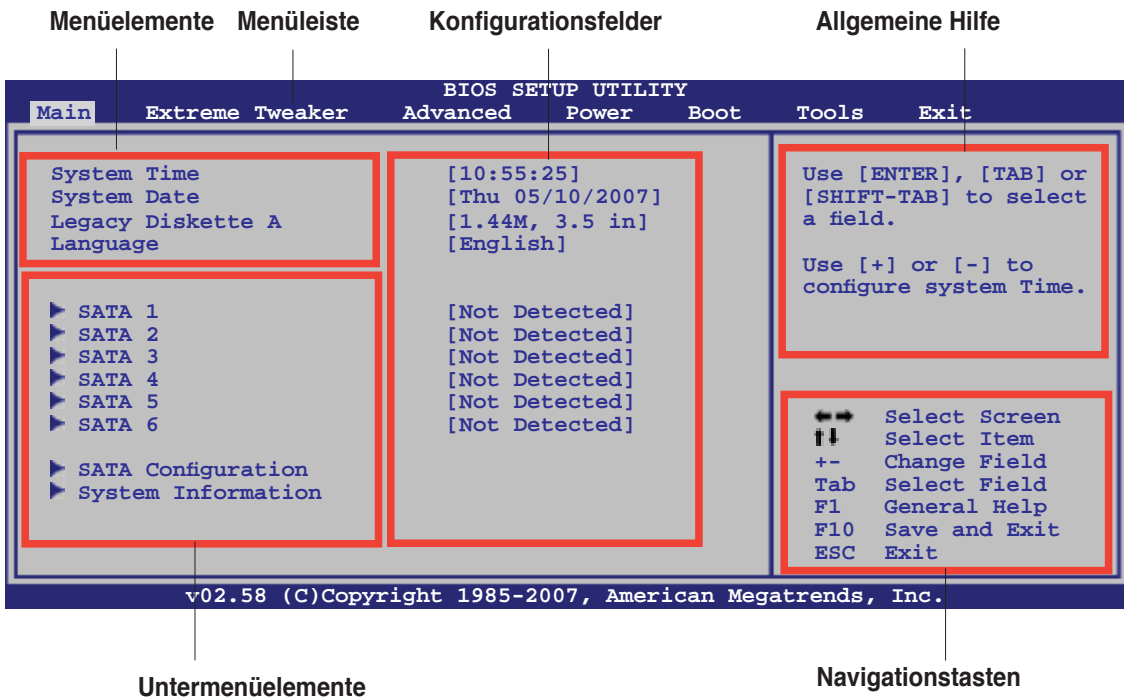 Menüelemente Menüleiste Konfigurationsfelder Allgemeine Hilfe
BIOS SETUP UTILITY
Main Extreme Tweaker Advanced Power Boot Tools Exit
System Time [10:55:25]
System Date [Thu 05/10/2007]
Legacy Diskette A [1.44M, 3.5 in]
Language [English]
SATA 1 [Not Detected]
SATA 2 [Not Detected]
SATA 3 [Not Detected]
SATA 4 [Not Detected]
SATA 5 [Not Detected]
SATA 6 [Not Detected]
SATA Configuration
System Information
Use [ENTER], [TAB] or
[SHIFT-TAB] to select
a field.
Use [+] or [-] to
configure system Time.
←→ Select Screen
↑↓ Select Item
+- Change Field
Tab Select Field
F1 General Help
F10 Save and Exit
ESC Exit
v02.58 (C)Copyright 1985-2007, American Megatrends, Inc.
Untermenüelemente Navigationstasten